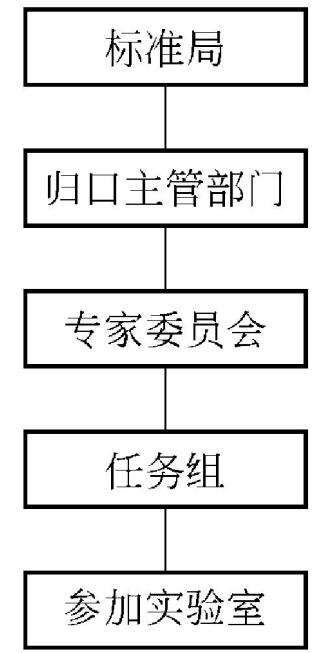 标准局
归口主管部门
专家委员会
任务组
参加实验室